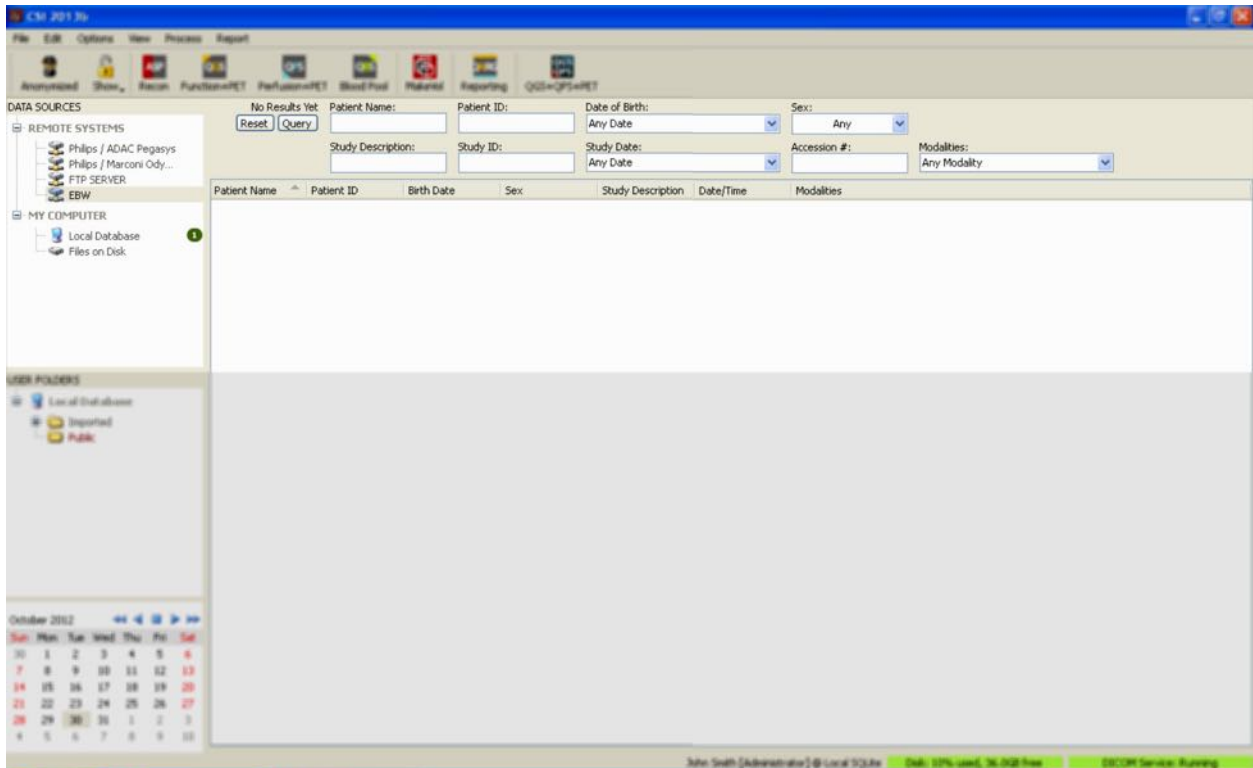 CSI 2013b
File Edit Options View Process Report
Anonymized Show... Recon Function+PET Perfusion+PET Blood Pool Reporting QGS+QPS+PET
DATA SOURCES
REMOTE SYSTEMS
Philips / ADAC Pegasys
Philips / Marconi Ody...
FTP SERVER
EBW
MY COMPUTER
Local Database 1
Files on Disk
No Results Yet Patient Name: Patient ID: Date of Birth: Sex:
Reset Query Any Date Any
Study Description: Study ID: Study Date: Accession #: Modalities:
Any Date Any Modality
Patient Name Patient ID Birth Date Sex Study Description Date/Time Modalities
USER FOLDERS
Local Database
Imported
Public
October 2012
Sun Mon Tue Wed Thu Fri Sat
30 1 2 3 4 5 6
7 8 9 10 11 12 13
14 15 16 17 18 19 20
21 22 23 24 25 26 27
28 29 30 31 1 2 3
4 5 6 7 8 9 10
John Smith [Administrator] @ Local SQLite Disk: 10% used, 36.0GB free DICOM Service: Running